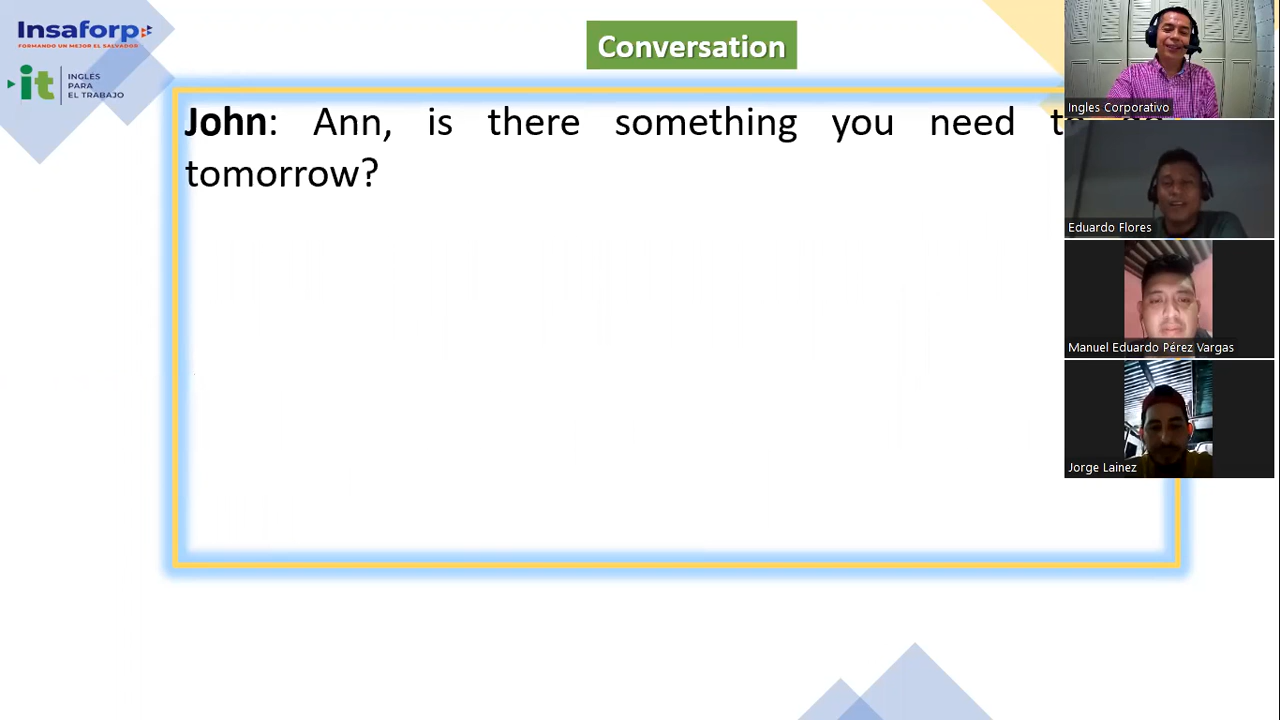 Insaforp
FORMANDO UN MEJOR EL SALVADOR
it
INGLÉS
PARA
EL TRABAJO
Conversation
John: Ann, is there something you need
tomorrow?
Ingles Corporativo
Eduardo Flores
Manuel Eduardo Pérez Vargas
Jorge Lainez